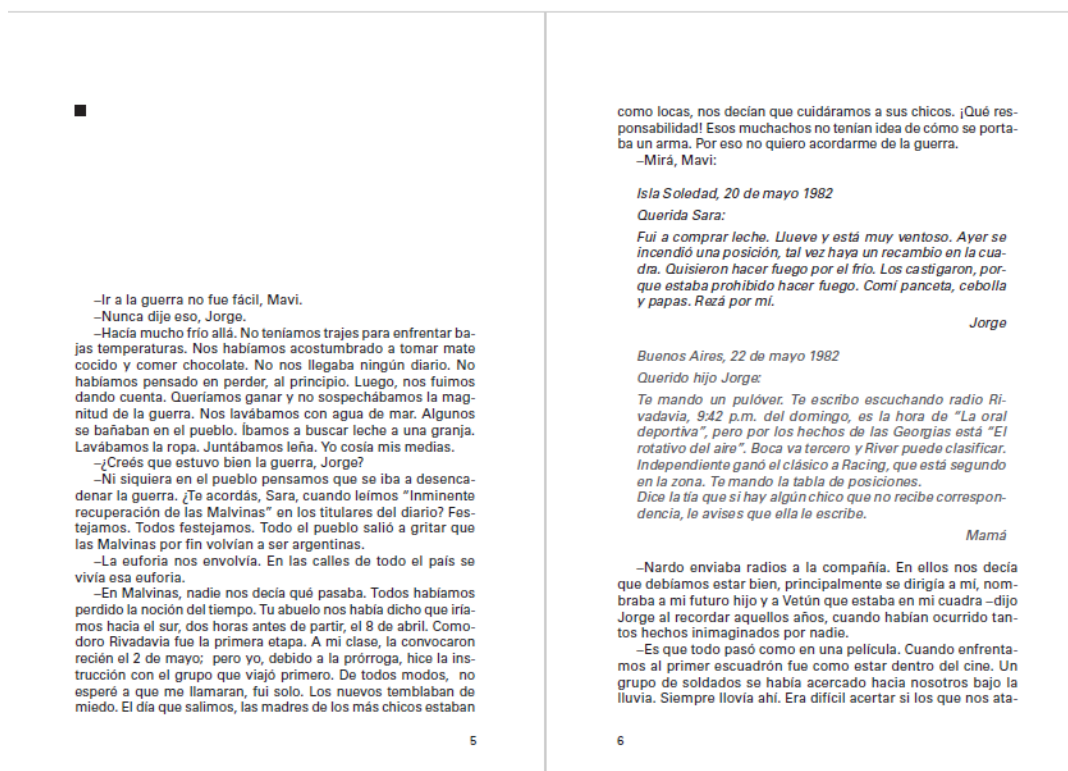 –Ir a la guerra no fue fácil, Mavi.
–Nunca dije eso, Jorge.
–Hacía mucho frío allá. No teníamos trajes para enfrentar ba-
jas temperaturas. Nos habíamos acostumbrado a tomar mate
cocido y comer chocolate. No nos llegaba ningún diario. No
habíamos pensado en perder, al principio. Luego, nos fuimos
dando cuenta. Queríamos ganar y no sospechábamos la mag-
nitud de la guerra. Nos lavábamos con agua de mar. Algunos
se bañaban en el pueblo. Íbamos a buscar leche a una granja.
Lavábamos la ropa. Juntábamos leña. Yo cosía mis medias.
–¿Creés que estuvo bien la guerra, Jorge?
–Ni siquiera en el pueblo pensamos que se iba a desenca-
denar la guerra. ¿Te acordás, Sara, cuando leímos “Inminente
recuperación de las Malvinas” en los titulares del diario? Fes-
tejamos. Todos festejamos. Todo el pueblo salió a gritar que
las Malvinas por fin volvían a ser argentinas.
–La euforia nos envolvía. En las calles de todo el país se
vivía esa euforia.
–En Malvinas, nadie nos decía qué pasaba. Todos habíamos
perdido la noción del tiempo. Tu abuelo nos había dicho que iría-
mos hacia el sur, dos horas antes de partir, el 8 de abril. Como-
doro Rivadavia fue la primera etapa. A mi clase, la convocaron
recién el 2 de mayo; pero yo, debido a la prórroga, hice la ins-
trucción con el grupo que viajó primero. De todos modos, no
esperé a que me llamaran, fui solo. Los nuevos temblaban de
miedo. El día que salimos, las madres de los más chicos estaban
5
como locas, nos decían que cuidáramos a sus chicos. ¡Qué res-
ponsabilidad! Esos muchachos no tenían idea de cómo se porta-
ba un arma. Por eso no quiero acordarme de la guerra.
–Mirá, Mavi:
Isla Soledad, 20 de mayo 1982
Querida Sara:
Fui a comprar leche. Llueve y está muy ventoso. Ayer se
incendió una posición, tal vez haya un recambio en la cua-
dra. Quisieron hacer fuego por el frío. Los castigaron, por-
que estaba prohibido hacer fuego. Comí panceta, cebolla
y papas. Rezá por mí.
Jorge
Buenos Aires, 22 de mayo 1982
Querido hijo Jorge:
Te mando un pulóver. Te escribo escuchando radio Ri-
vadavia, 9:42 p.m. del domingo, es la hora de “La oral
deportiva”, pero por los hechos de las Georgias está “El
rotativo del aire”. Boca va tercero y River puede clasificar.
Independiente ganó el clásico a Racing, que está segundo
en la zona. Te mando la tabla de posiciones.
Dice la tía que si hay algún chico que no recibe correspon-
dencia, le avises que ella le escribe.
Mamá
–Nardo enviaba radios a la compañía. En ellos nos decía
que debíamos estar bien, principalmente se dirigía a mí, nom-
braba a mi futuro hijo y a Vetún que estaba en mi cuadra –dijo
Jorge al recordar aquellos años, cuando habían ocurrido tan-
tos hechos inimaginados por nadie.
–Es que todo pasó como en una película. Cuando enfrenta-
mos al primer escuadrón fue como estar dentro del cine. Un
grupo de soldados se había acercado hacia nosotros bajo la
lluvia. Siempre llovía ahí. Era difícil acertar si los que nos ata-
6